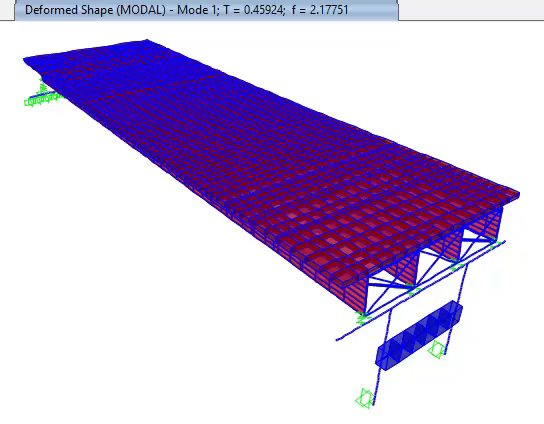 Deformed Shape (MODAL) - Mode 1; T = 0.45924;  f = 2.17751